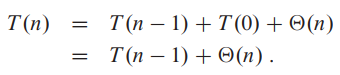 T(n) = T(n − 1) + T(0) + Θ(n)
= T(n − 1) + Θ(n) .